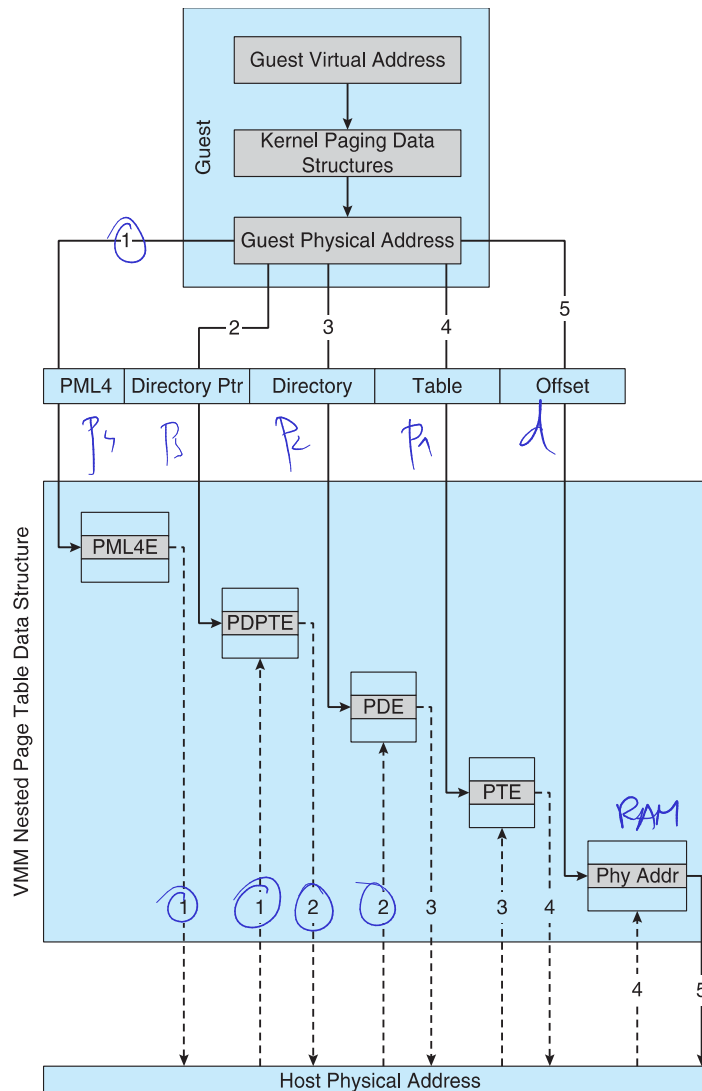 Guest Virtual Address
Kernel Paging Data
Structures
Guest
Guest Physical Address
1
2
3
4
5
PML4
Directory Ptr
Directory
Table
Offset
P4
P3
P2
P1
d
VMM Nested Page Table Data Structure
PML4E
PDPTE
PDE
PTE
RAM
Phy Addr
1
1
2
2
3
3
4
4
5
Host Physical Address